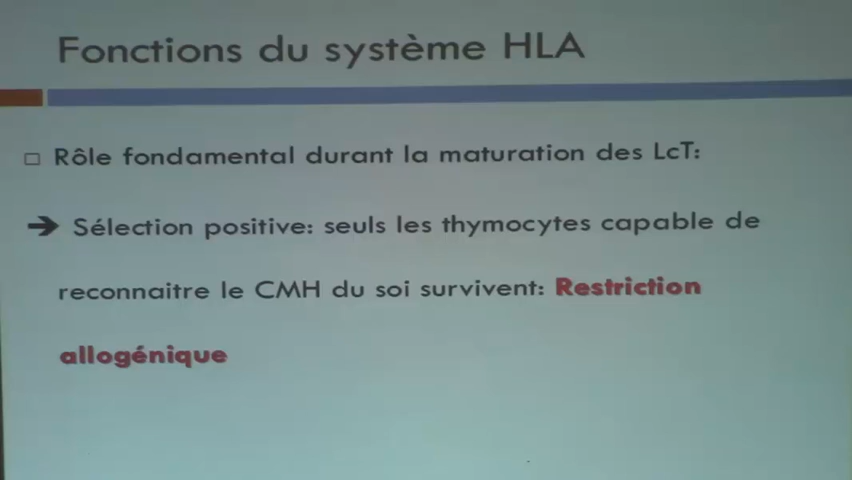 Fonctions du système HLA
Rôle fondamental durant la maturation des LcT:
➔ Sélection positive: seuls les thymocytes capable de
reconnaitre le CMH du soi survivent: Restriction
allogénique